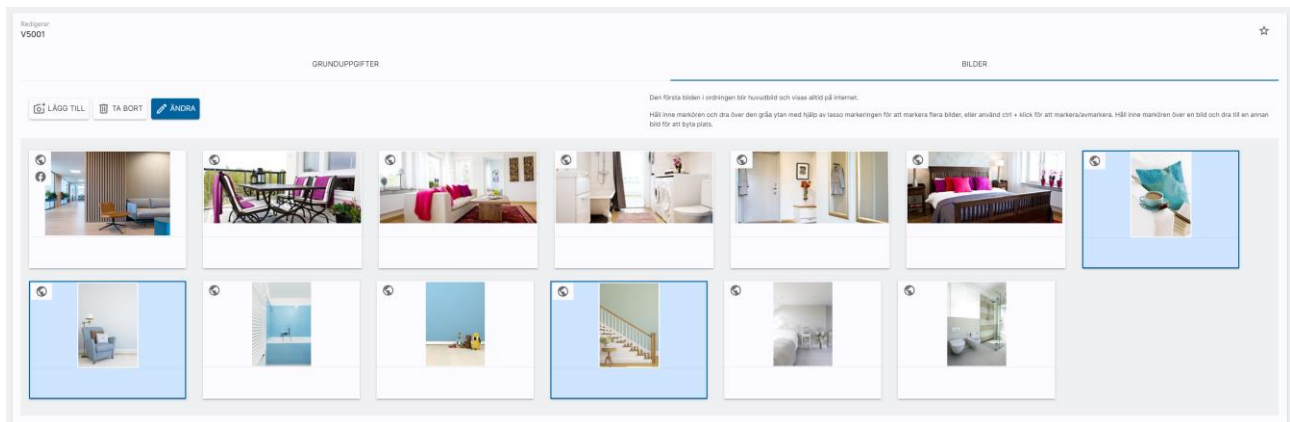 Redigerar
V5001
GRUNDUPPGIFTER
BILDER
LÄGG TILL
TA BORT
ÄNDRA
Den första bilden i ordningen blir huvudbild och visas alltid på internet.
Håll inne markören och dra över den gråa ytan med hjälp av lasso markeringen för att markera flera bilder, eller använd ctrl + klick för att markera/avmarkera. Håll inne markören över en bild och dra till en annan
bild för att byta plats.